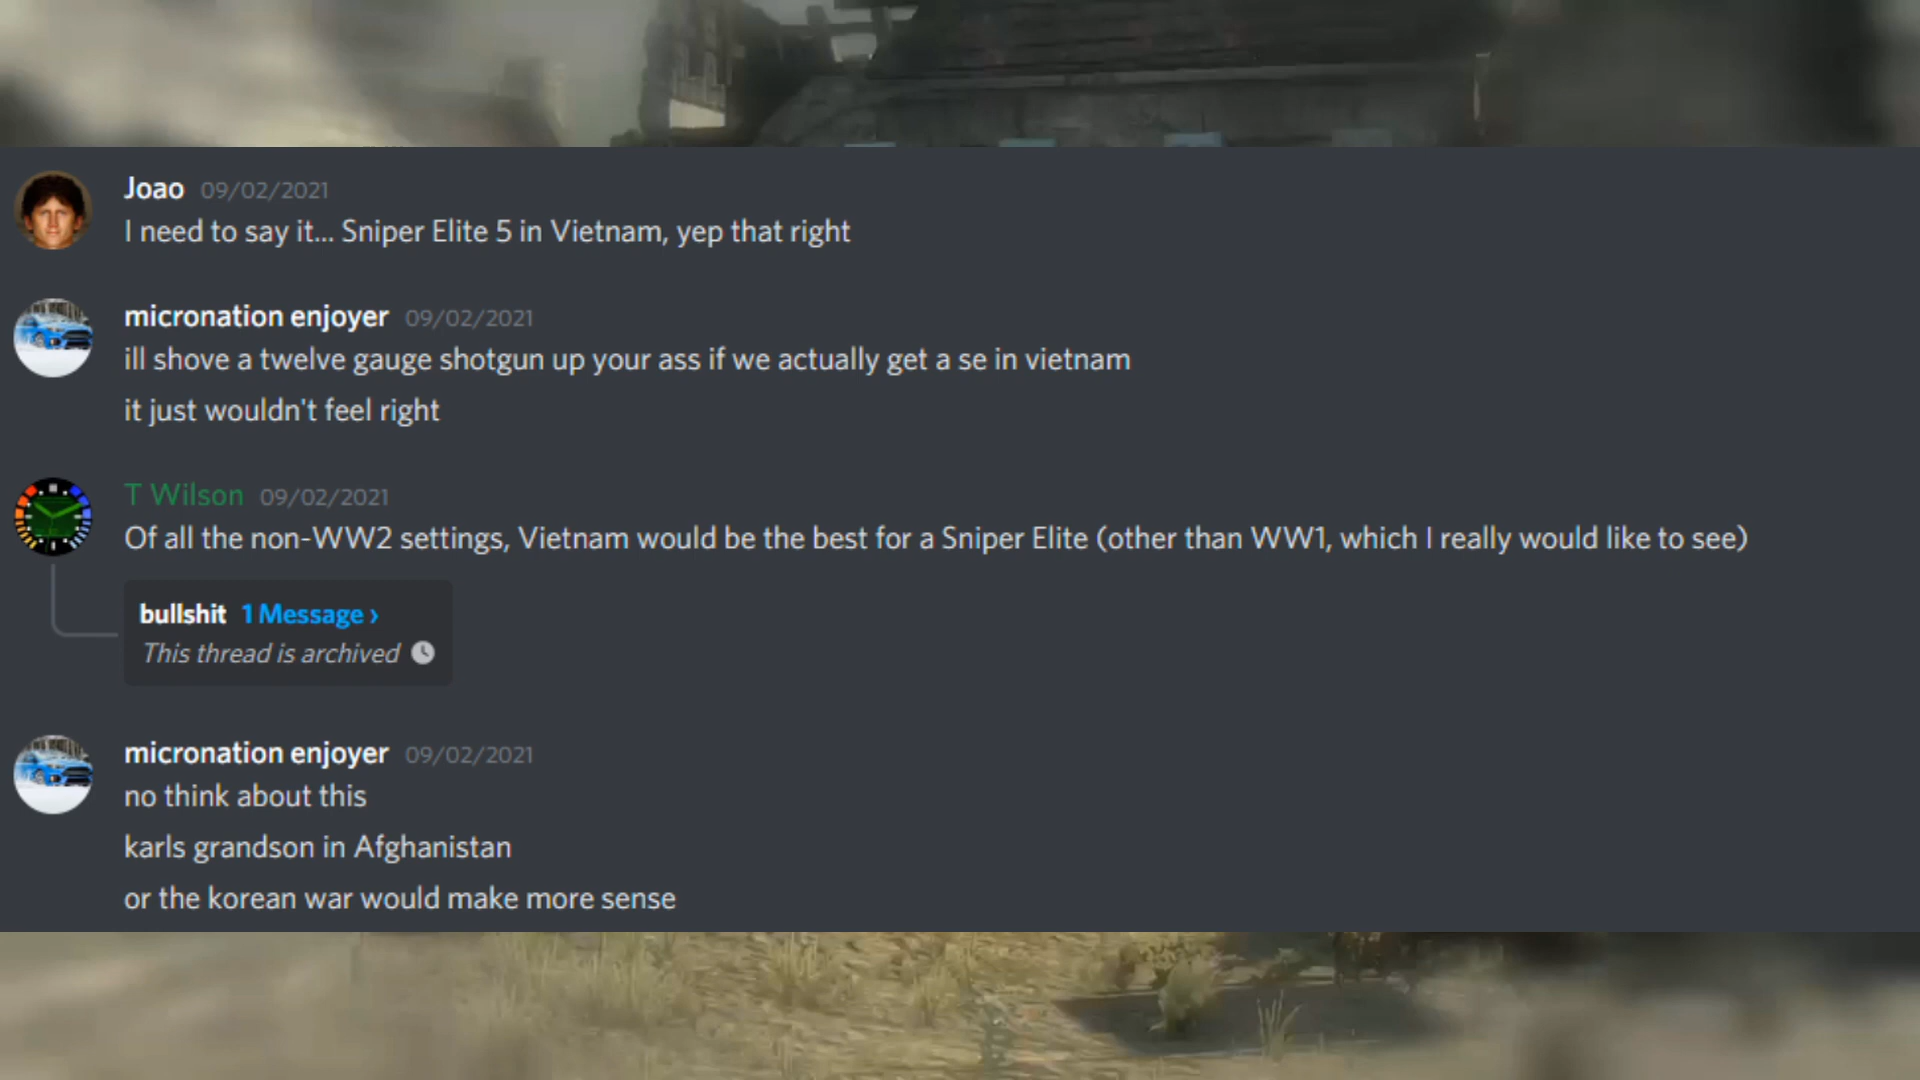 Joao 09/02/2021
I need to say it... Sniper Elite 5 in Vietnam, yep that right
micronation enjoyer 09/02/2021
ill shove a twelve gauge shotgun up your ass if we actually get a se in vietnam
it just wouldn't feel right
T Wilson 09/02/2021
Of all the non-WW2 settings, Vietnam would be the best for a Sniper Elite (other than WW1, which I really would like to see)
bullshit 1 Message ›
This thread is archived
micronation enjoyer 09/02/2021
no think about this
karls grandson in Afghanistan
or the korean war would make more sense